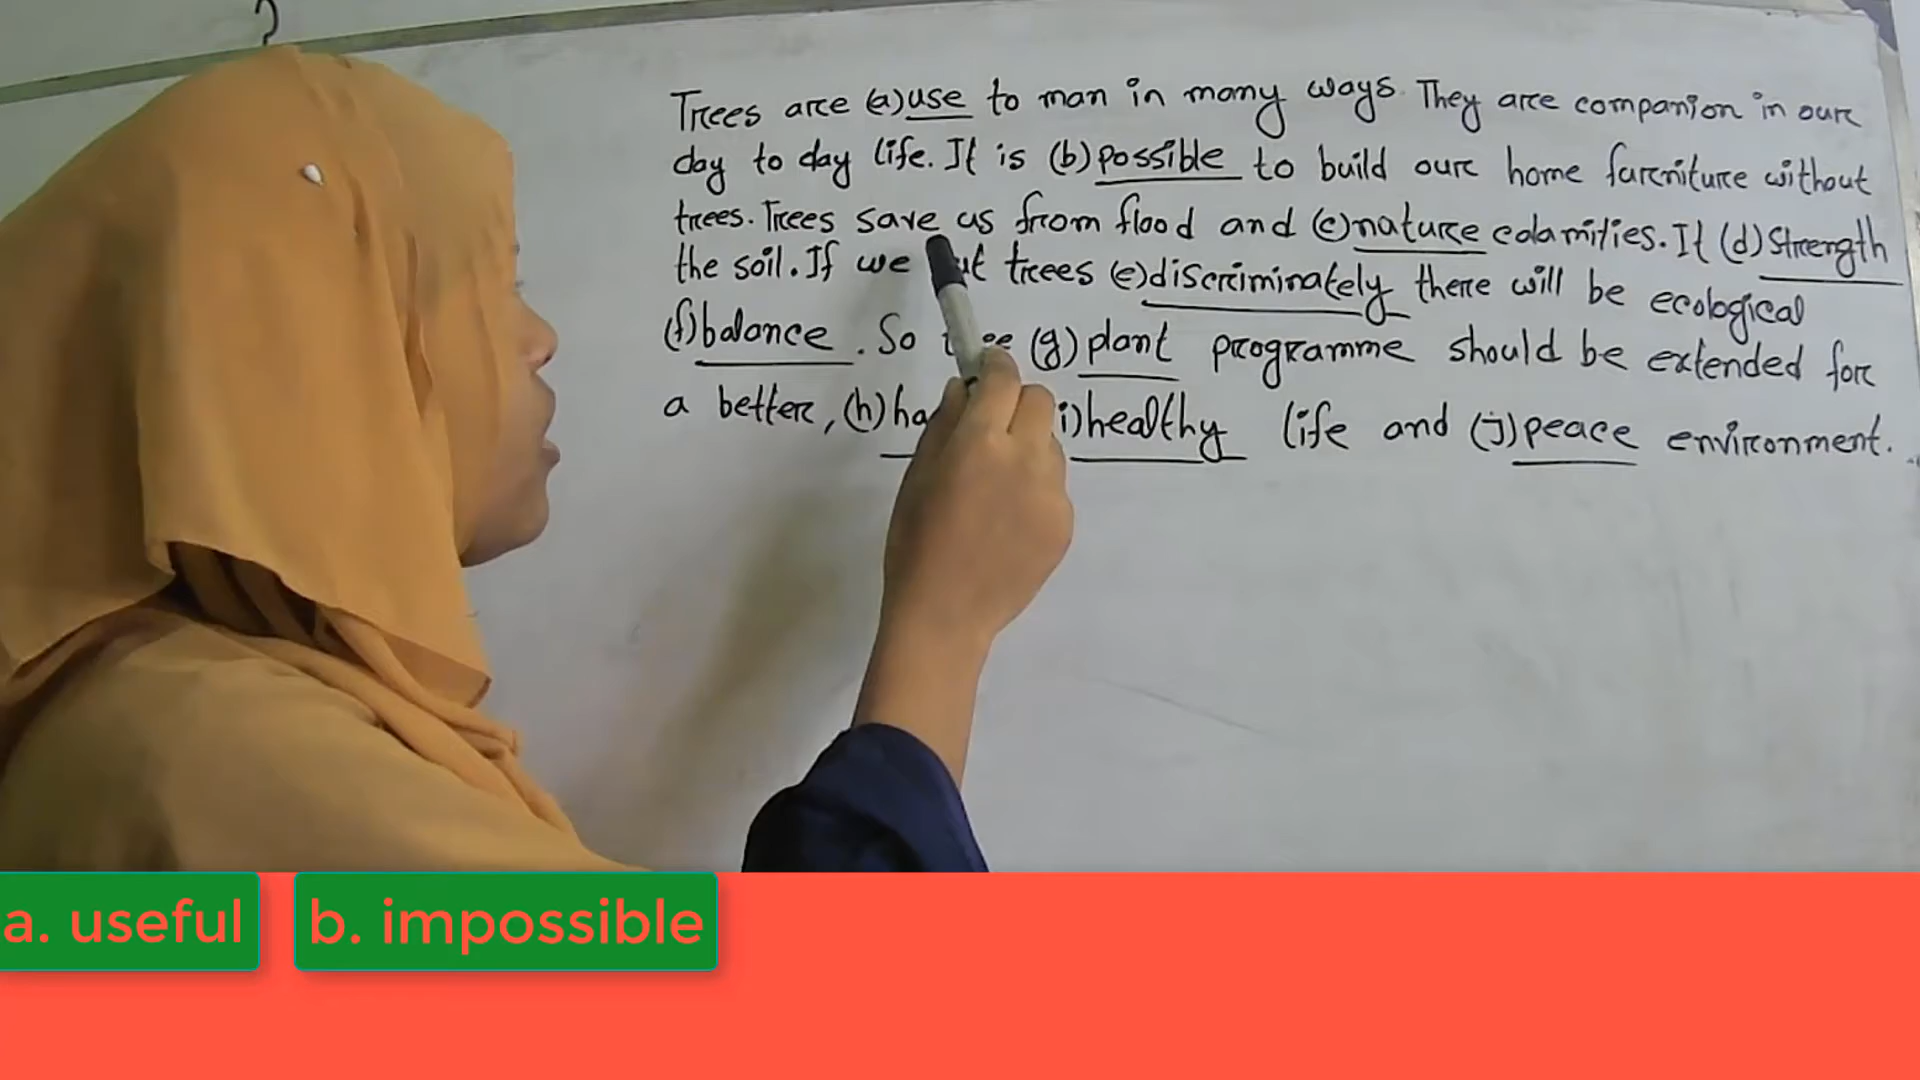 Trees are (a)use to man in many ways. They are companion in our
day to day life. It is (b)possible to build our home furniture without
trees. Trees save us from flood and (c)nature calamities. It (d)strength
the soil. If we trees (e)discriminately there will be ecological
(f)balance. So (g)plant programme should be extended for
a better, (h) (i)healthy life and (j)peace environment.
a. useful b. impossible